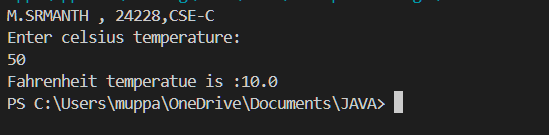 M.SRMANTH , 24228,CSE-C
Enter celsius temperature:
50
Fahrenheit temperatue is :10.0
PS C:\Users\muppa\OneDrive\Documents\JAVA>